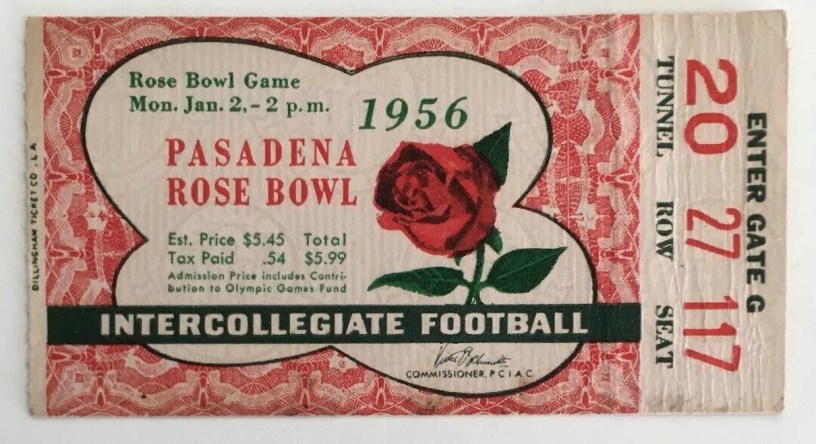 DILLINGHAM TICKET CO., L.A.
Rose Bowl Game
Mon. Jan. 2,-2 p.m.
1956
PASADENA
ROSE BOWL
Est. Price $5.45 Total
Tax Paid .54 $5.99
Admission Price includes Contri-
bution to Olympic Games Fund
INTERCOLLEGIATE FOOTBALL
COMMISSIONER, P C I A C
ENTER GATE G
20 27 117
TUNNEL ROW SEAT